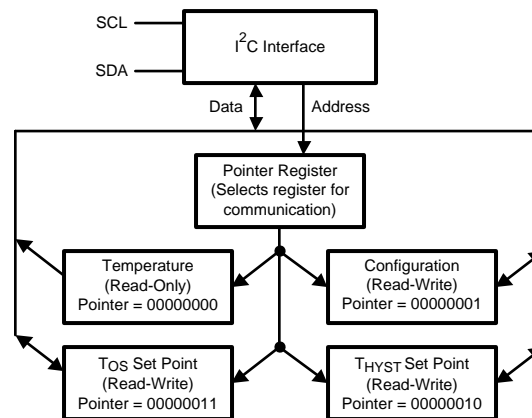 SCL
I²C Interface
SDA
Data
Address
Pointer Register
(Selects register for
communication)
Temperature
(Read-Only)
Pointer = 00000000
Configuration
(Read-Write)
Pointer = 00000001
TOS Set Point
(Read-Write)
Pointer = 00000011
THYST Set Point
(Read-Write)
Pointer = 00000010